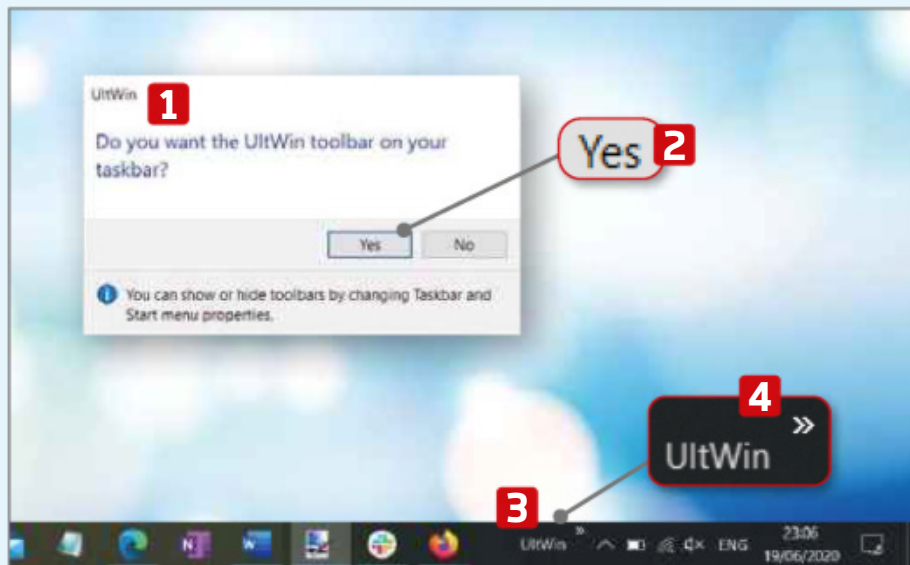 UltWin
1
Do you want the UltWin toolbar on your
taskbar?
Yes
2
Yes
No
You can show or hide toolbars by changing Taskbar and
Start menu properties.
4
»
UltWin
3
UltWin » ENG 23:06
19/06/2020